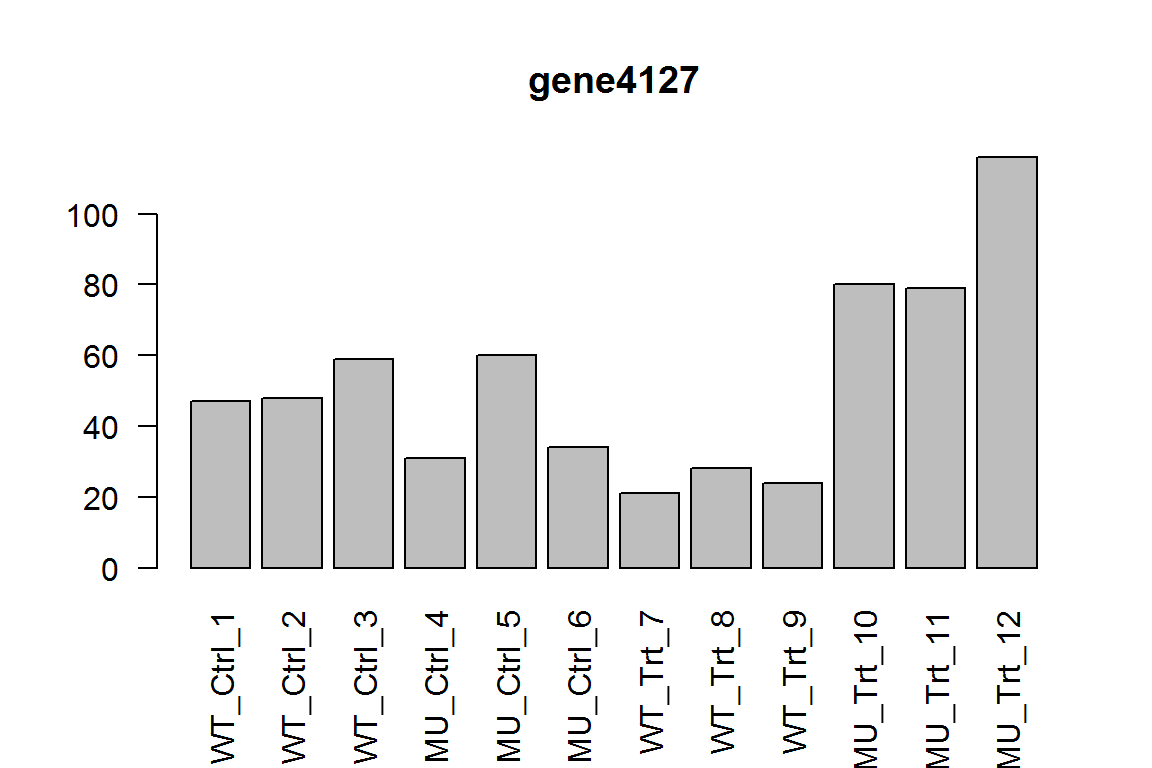 gene4127
100
80
60
40
20
0
WT_Ctrl_1
WT_Ctrl_2
WT_Ctrl_3
MU_Ctrl_4
MU_Ctrl_5
MU_Ctrl_6
WT_Trt_7
WT_Trt_8
WT_Trt_9
MU_Trt_10
MU_Trt_11
MU_Trt_12